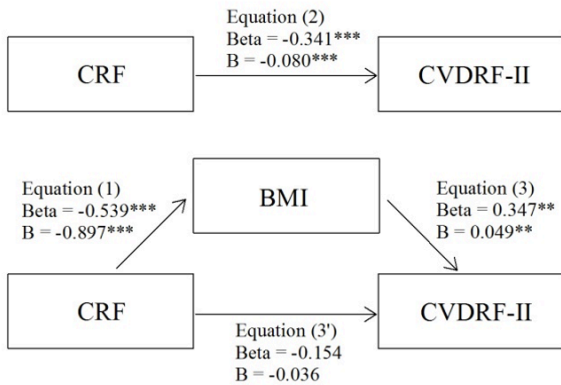 Equation (2)
Beta = -0.341***
B = -0.080***
CRF
CVDRF-II
BMI
Equation (1)
Beta = -0.539***
B = -0.897***
Equation (3)
Beta = 0.347**
B = 0.049**
CRF
CVDRF-II
Equation (3')
Beta = -0.154
B = -0.036